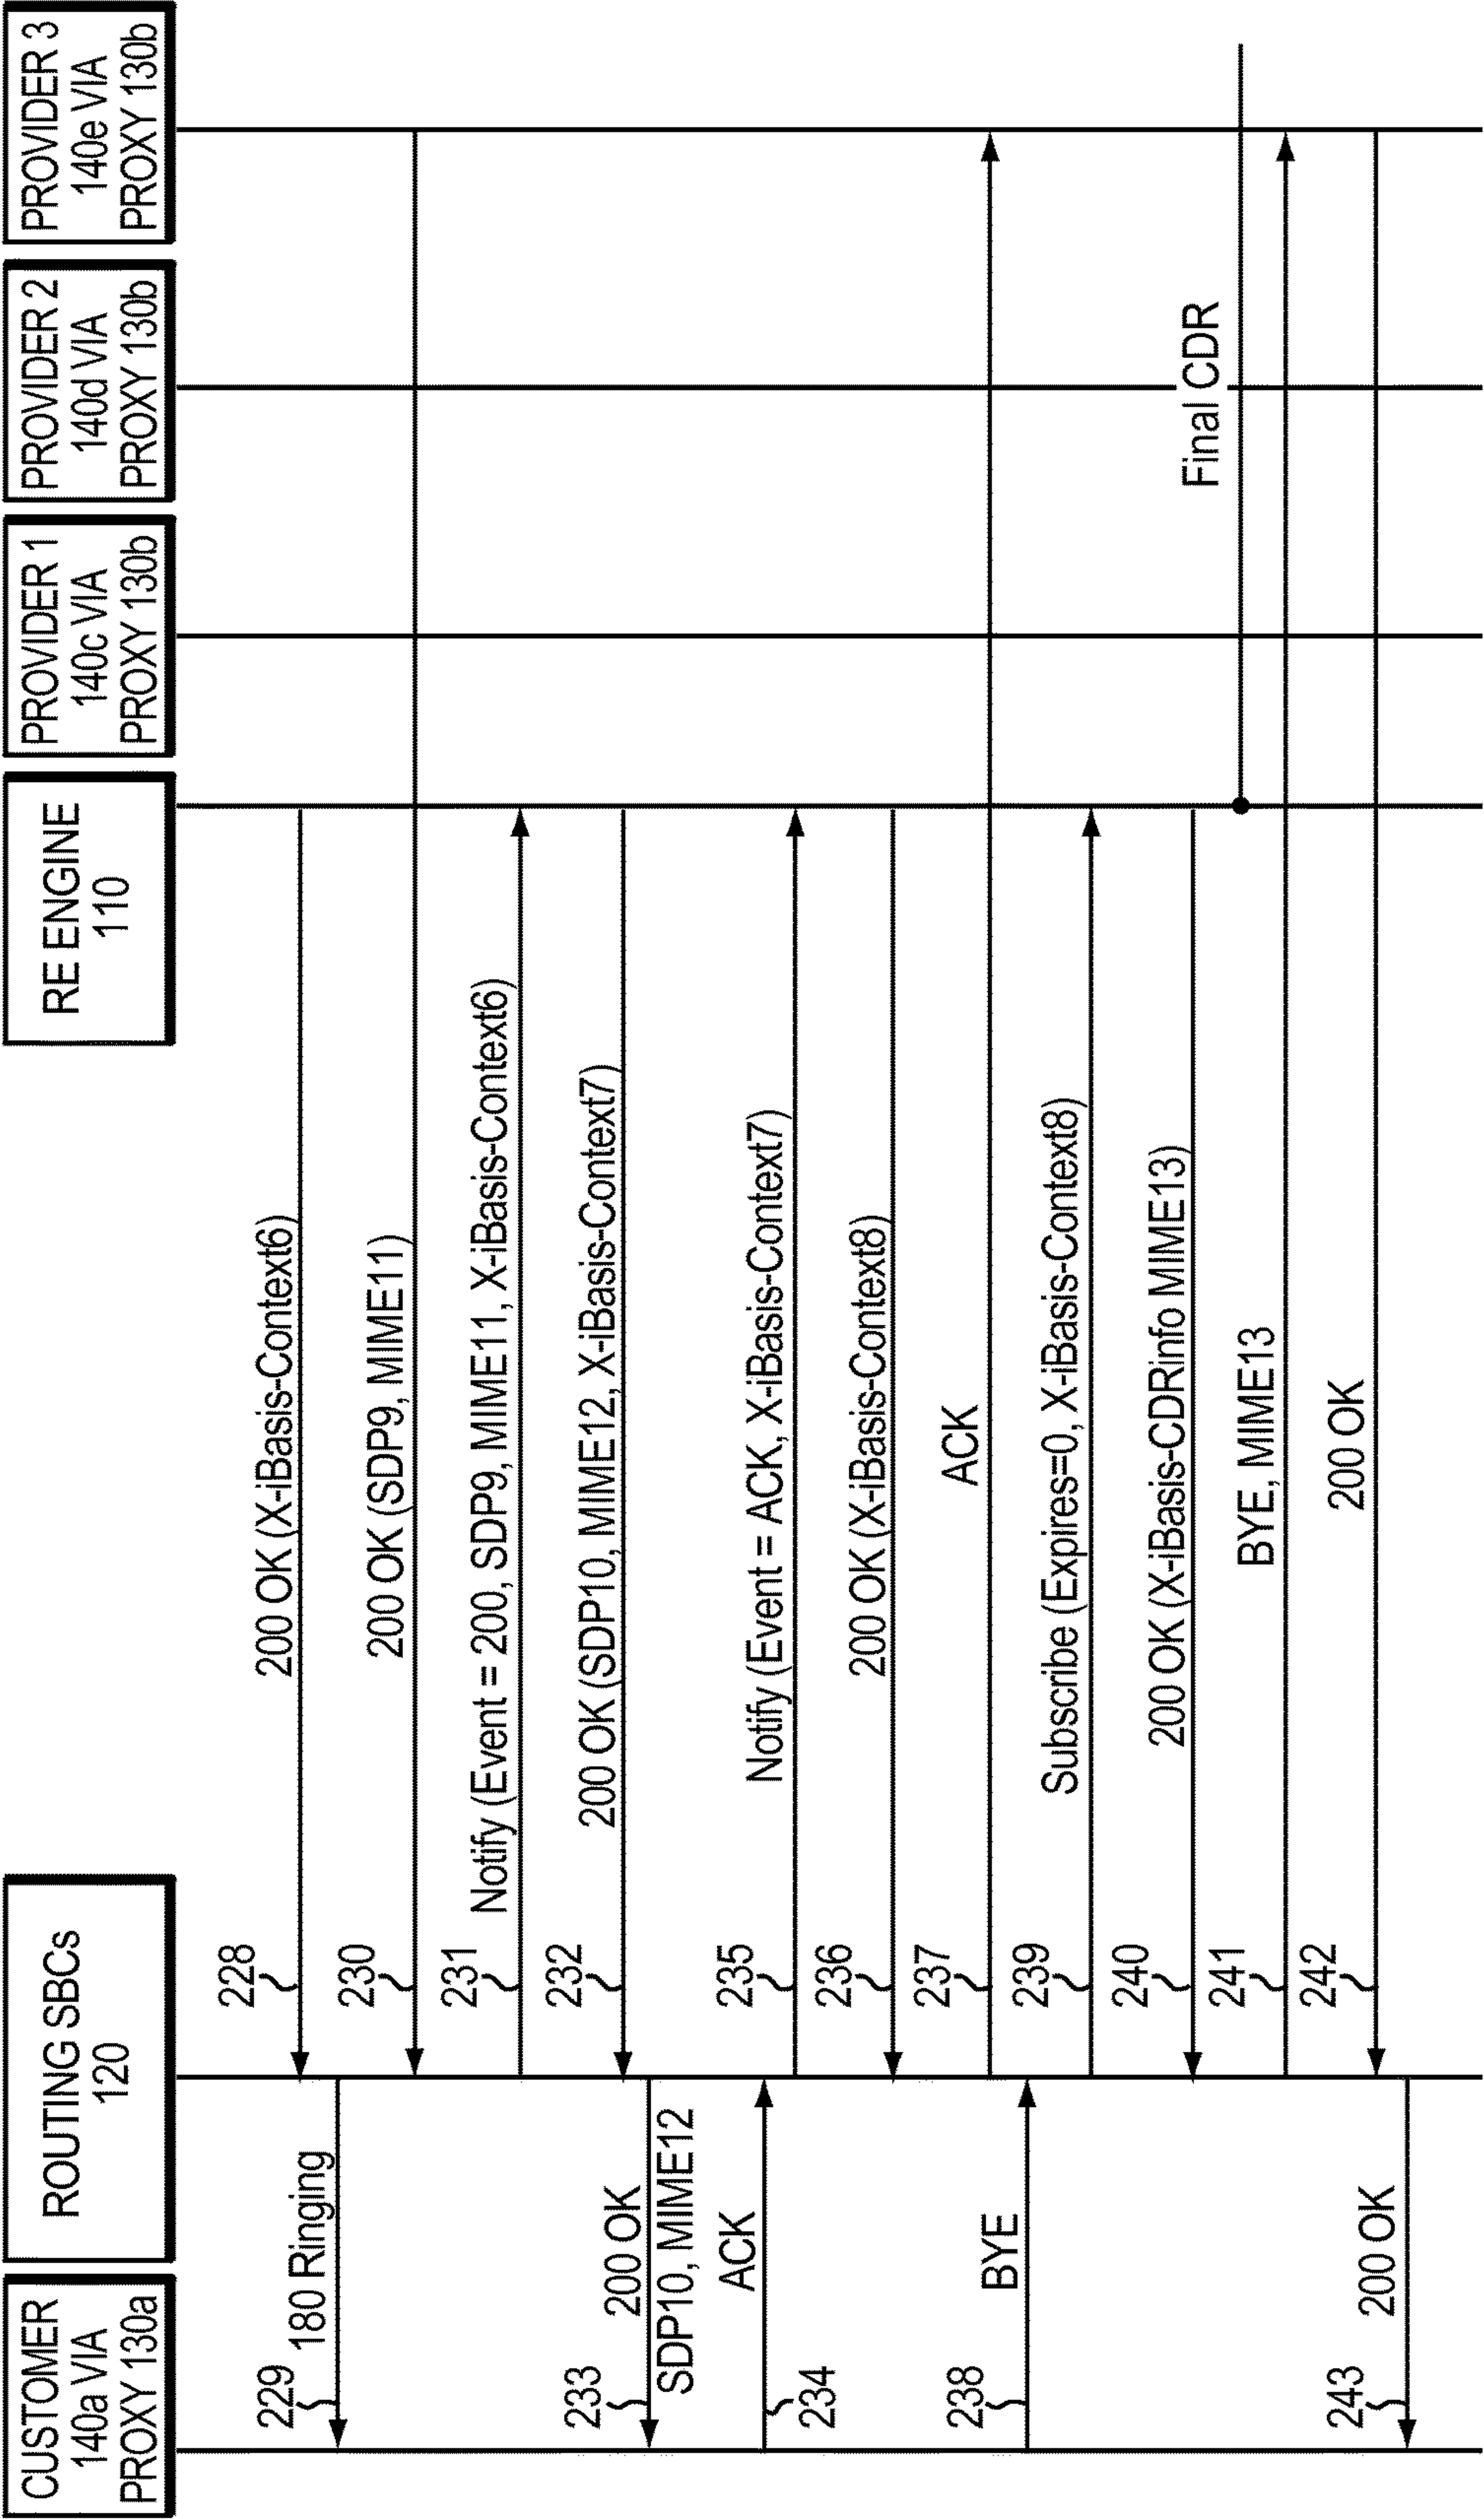 CUSTOMER
140a VIA
PROXY 130a
ROUTING SBCs
120
RE ENGINE
110
PROVIDER 1
140c VIA
PROXY 130b
PROVIDER 2
140d VIA
PROXY 130b
PROVIDER 3
140e VIA
PROXY 130b
228
200 OK (X-iBasis-Context6)
229
180 Ringing
230
200 OK (SDP9, MIME11)
231
Notify (Event = 200, SDP9, MIME11, X-iBasis-Context6)
232
200 OK (SDP10, MIME12, X-iBasis-Context7)
233
200 OK
SDP10, MIME12
ACK
234
235
Notify (Event = ACK, X-iBasis-Context7)
236
200 OK (X-iBasis-Context8)
237
ACK
238
BYE
239
Subscribe (Expires=0, X-iBasis-Context8)
240
200 OK (X-iBasis-CDRinfo MIME13)
Final CDR
241
BYE, MIME13
242
200 OK
243
200 OK